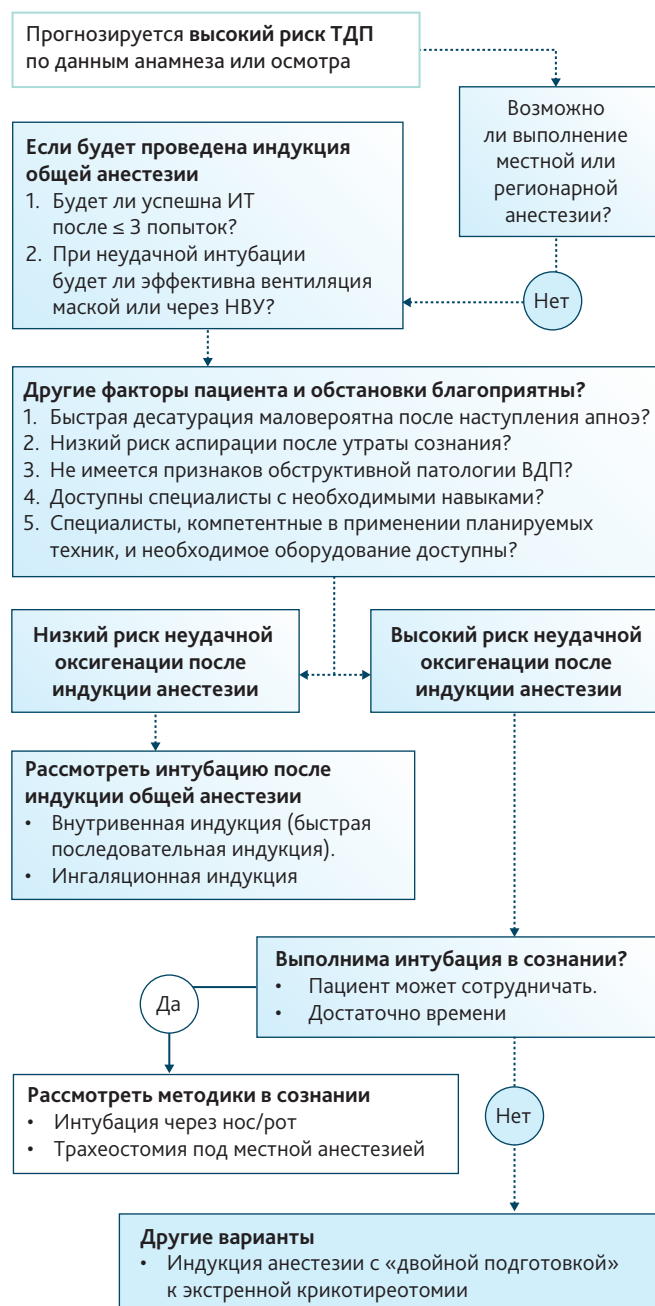 Прогнозируется высокий риск ТДП
по данным анамнеза или осмотра
Возможно
ли выполнение
местной или
регионарной
анестезии?
Если будет проведена индукция
общей анестезии
1. Будет ли успешна ИТ
после ≤ 3 попыток?
2. При неудачной интубации
будет ли эффективна вентиляция
маской или через НВУ?
Нет
Другие факторы пациента и обстановки благоприятны?
1. Быстрая десатурация маловероятна после наступления апноэ?
2. Низкий риск аспирации после утраты сознания?
3. Не имеется признаков обструктивной патологии ВДП?
4. Доступны специалисты с необходимыми навыками?
5. Специалисты, компетентные в применении планируемых
техник, и необходимое оборудование доступны?
Низкий риск неудачной
оксигенации после
индукции анестезии
Высокий риск неудачной
оксигенации после
индукции анестезии
Рассмотреть интубацию после
индукции общей анестезии
• Внутривенная индукция (быстрая
последовательная индукция).
• Ингаляционная индукция
Выполнима интубация в сознании?
• Пациент может сотрудничать.
• Достаточно времени
Да
Рассмотреть методики в сознании
• Интубация через нос/рот
• Трахеостомия под местной анестезией
Нет
Другие варианты
• Индукция анестезии с «двойной подготовкой»
к экстренной крикотиреотомии